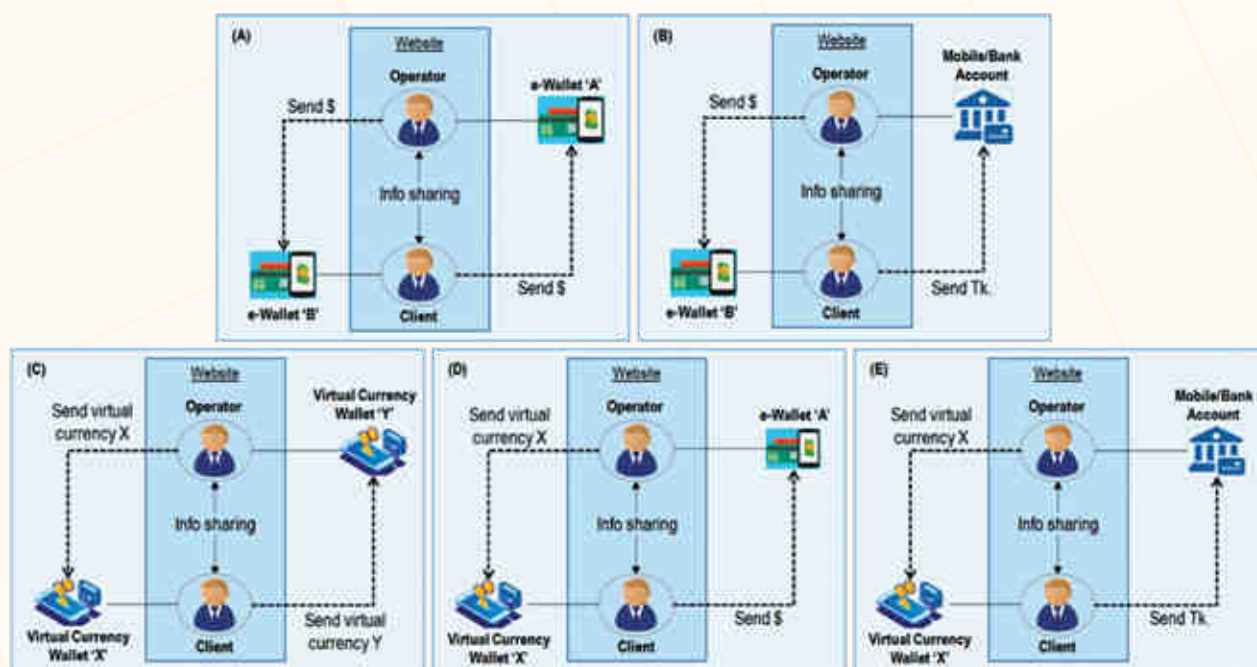 (A)
Website
Operator
e-Wallet 'A'
Send $
Info sharing
Send $
e-Wallet 'B'
Client
(B)
Website
Operator
Mobile/Bank
Account
Send $
Info sharing
Send Tk.
e-Wallet 'B'
Client
(C)
Website
Operator
Virtual Currency
Wallet 'Y'
Send virtual
currency X
Info sharing
Send virtual
currency Y
Virtual Currency
Wallet 'X'
Client
(D)
Website
Operator
e-Wallet 'A'
Send virtual
currency X
Info sharing
Send $
Virtual Currency
Wallet 'X'
Client
(E)
Website
Operator
Mobile/Bank
Account
Send virtual
currency X
Info sharing
Send Tk.
Virtual Currency
Wallet 'X'
Client